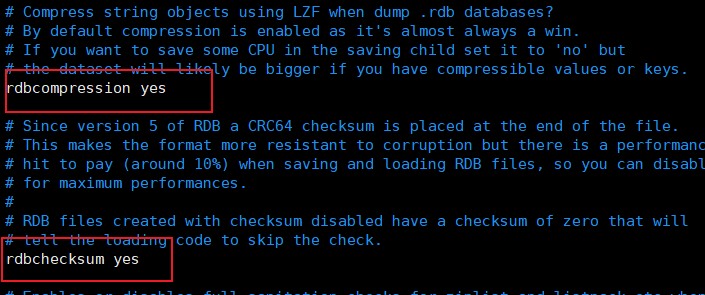 # Compress string objects using LZF when dump .rdb databases?
# By default compression is enabled as it's almost always a win.
# If you want to save some CPU in the saving child set it to 'no' but
# the dataset will likely be bigger if you have compressible values or keys.
rdbcompression yes
# Since version 5 of RDB a CRC64 checksum is placed at the end of the file.
# This makes the format more resistant to corruption but there is a performanc
hit to pay (around 10%) when saving and loading RDB files, so you can disabl
# for maximum performances.
#
# RDB files created with checksum disabled have a checksum of zero that will
# tell the loading code to skip the check.
rdbchecksum yes